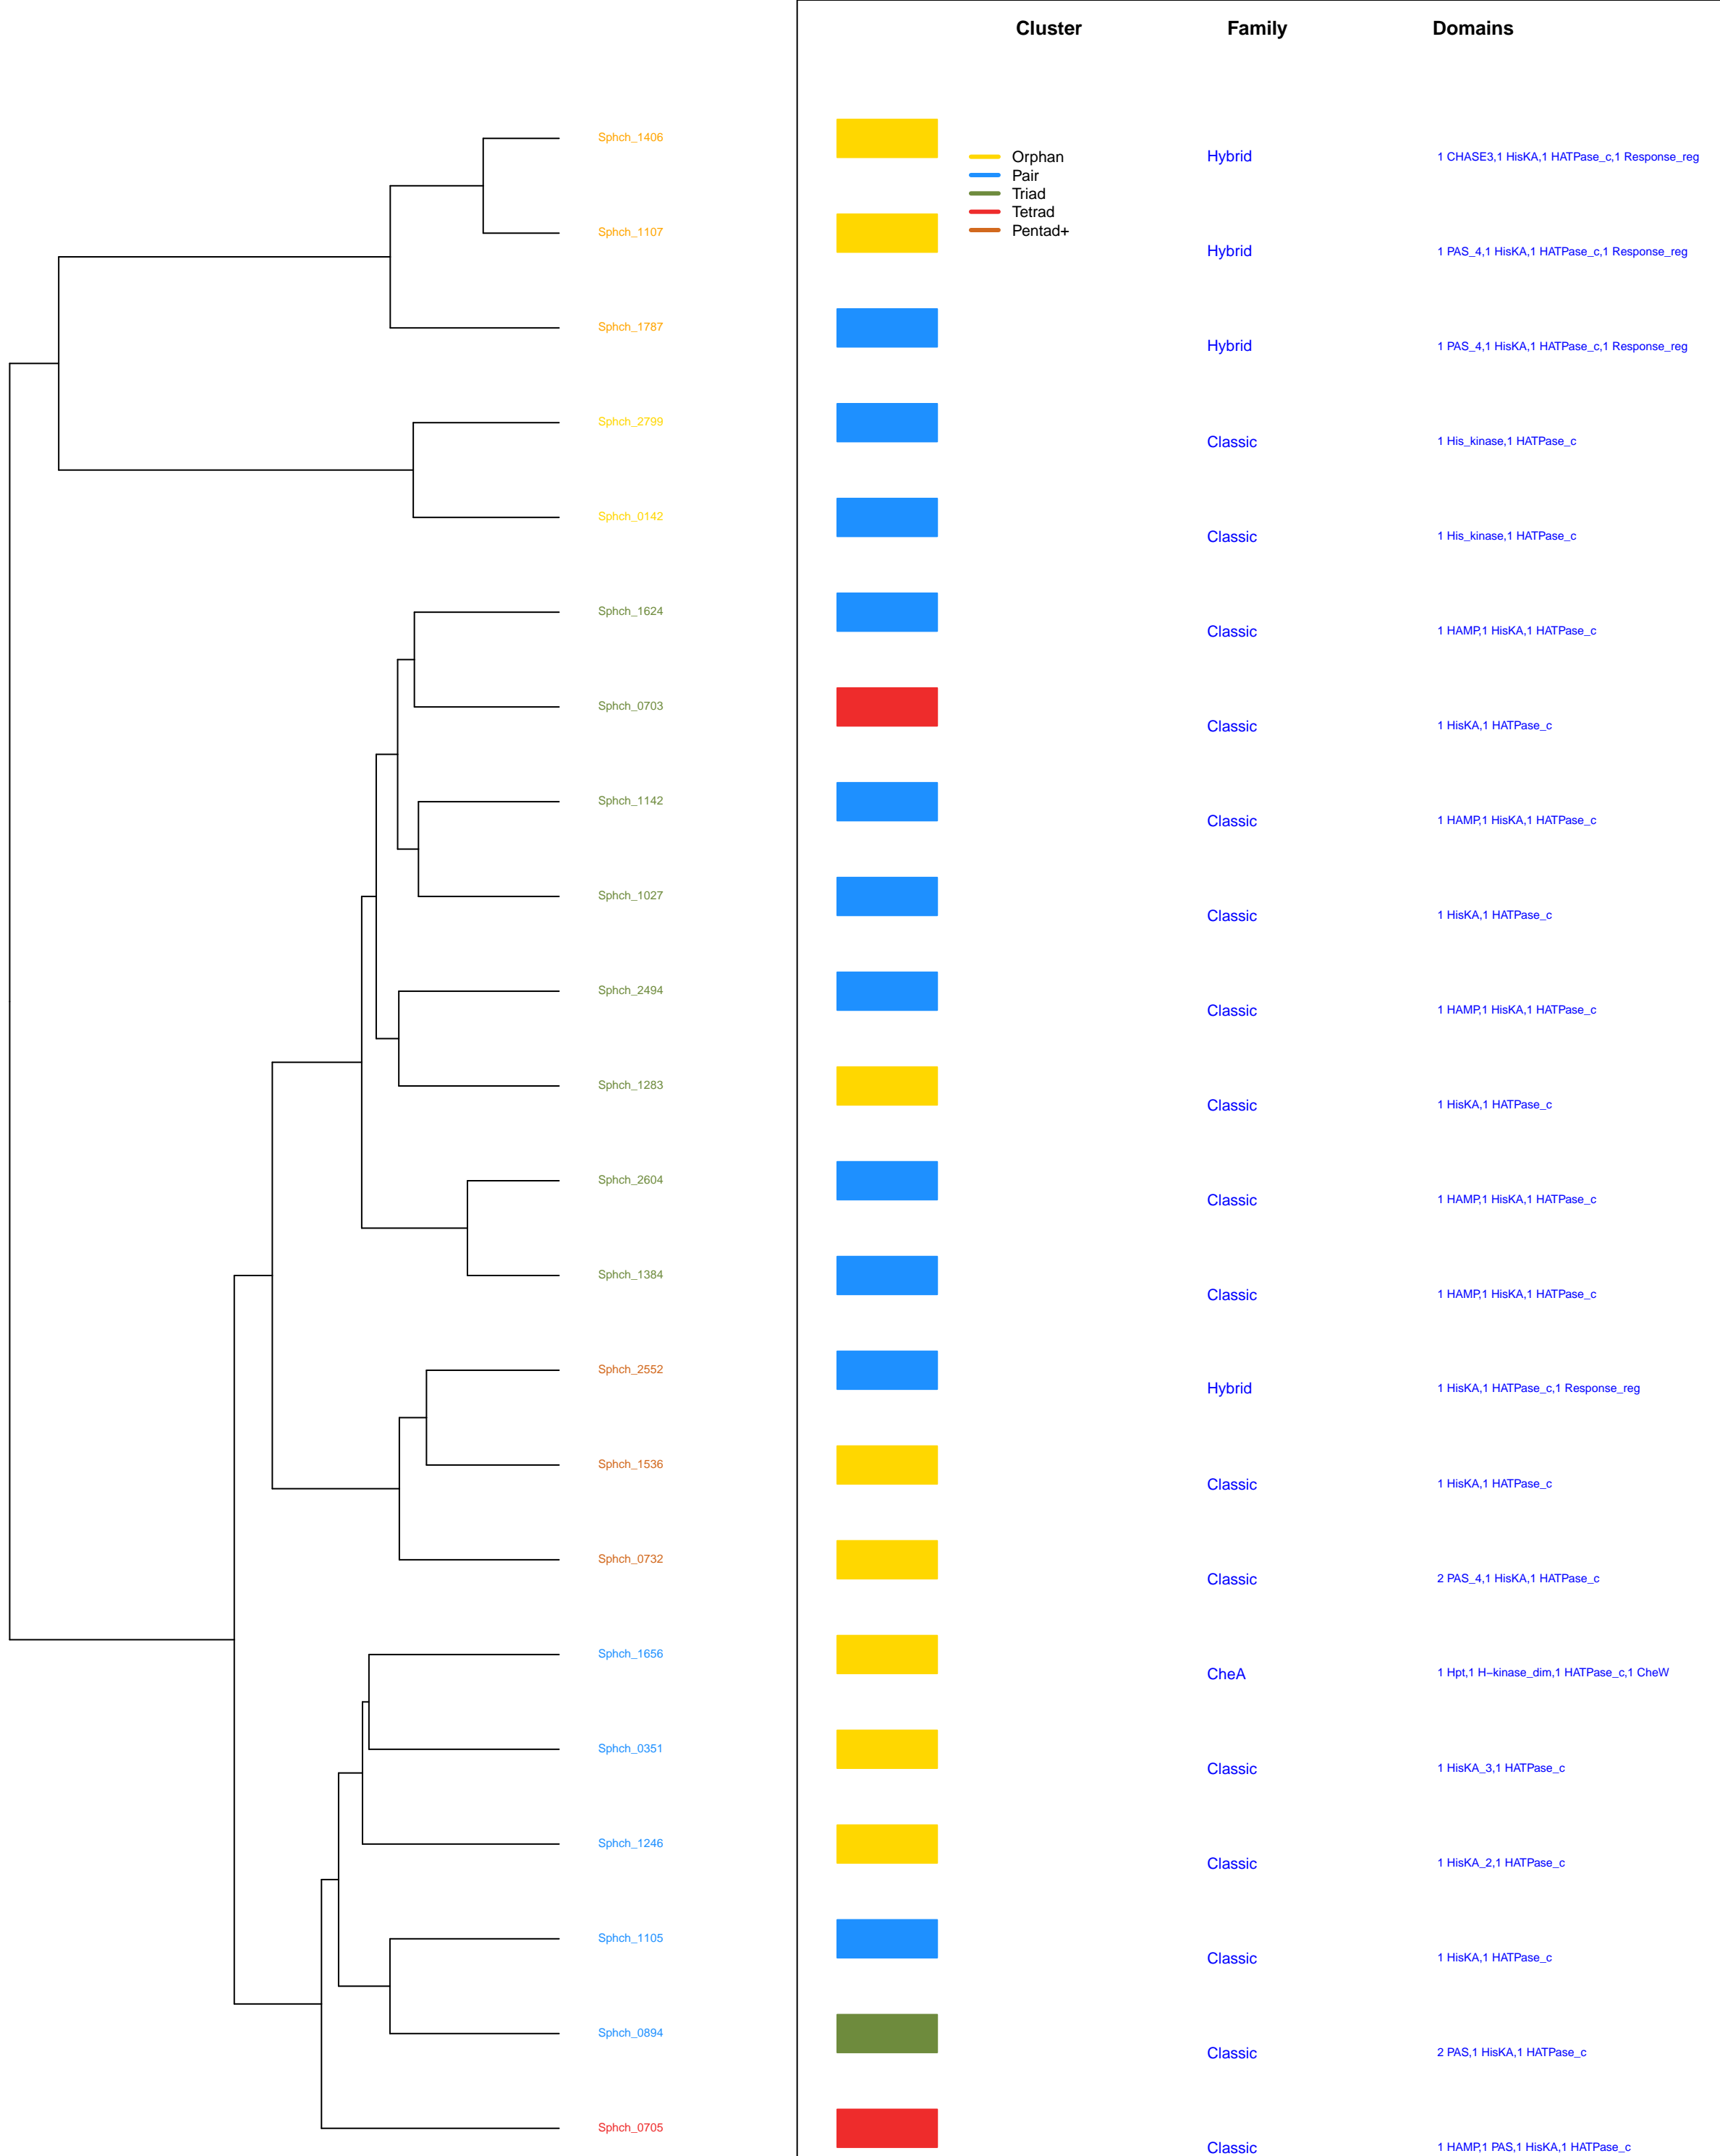 Cluster Family Domains
Sphch_1406
Orphan
Hybrid 1 CHASE3,1 HisKA,1 HATPase_c,1 Response_reg
Pair
Triad
Tetrad
Pentad+
Sphch_1107
Hybrid 1 PAS_4,1 HisKA,1 HATPase_c,1 Response_reg
Sphch_1787
Hybrid 1 PAS_4,1 HisKA,1 HATPase_c,1 Response_reg
Sphch_2799
Classic 1 His_kinase,1 HATPase_c
Sphch_0142
Classic 1 His_kinase,1 HATPase_c
Sphch_1624
Classic 1 HAMP,1 HisKA,1 HATPase_c
Sphch_0703
Classic 1 HisKA,1 HATPase_c
Sphch_1142
Classic 1 HAMP,1 HisKA,1 HATPase_c
Sphch_1027
Classic 1 HisKA,1 HATPase_c
Sphch_2494
Classic 1 HAMP,1 HisKA,1 HATPase_c
Sphch_1283
Classic 1 HisKA,1 HATPase_c
Sphch_2604
Classic 1 HAMP,1 HisKA,1 HATPase_c
Sphch_1384
Classic 1 HAMP,1 HisKA,1 HATPase_c
Sphch_2552
Hybrid 1 HisKA,1 HATPase_c,1 Response_reg
Sphch_1536
Classic 1 HisKA,1 HATPase_c
Sphch_0732
Classic 2 PAS_4,1 HisKA,1 HATPase_c
Sphch_1656
CheA 1 Hpt,1 H−kinase_dim,1 HATPase_c,1 CheW
Sphch_0351
Classic 1 HisKA_3,1 HATPase_c
Sphch_1246
Classic 1 HisKA_2,1 HATPase_c
Sphch_1105
Classic 1 HisKA,1 HATPase_c
Sphch_0894
Classic 2 PAS,1 HisKA,1 HATPase_c
Sphch_0705
Classic 1 HAMP,1 PAS,1 HisKA,1 HATPase_c